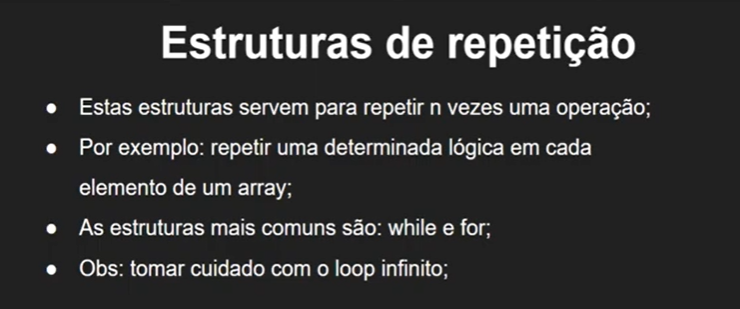 Estruturas de repetição
● Estas estruturas servem para repetir n vezes uma operação;
● Por exemplo: repetir uma determinada lógica em cada
elemento de um array;
● As estruturas mais comuns são: while e for;
● Obs: tomar cuidado com o loop infinito;